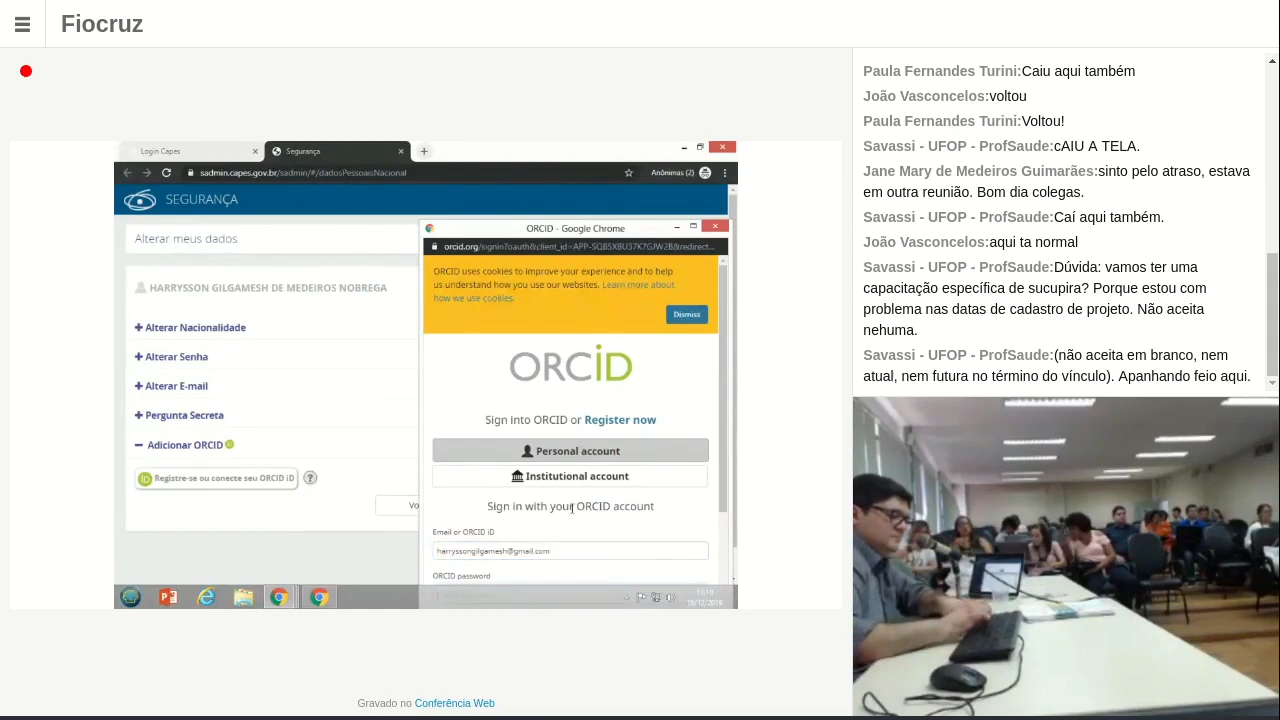 Fiocruz
Login Capes
Segurança
sadmin.capes.gov.br/sadmin/#/dadosPessoaisNacional
Anônimas (2)
SEGURANÇA
Alterar meus dados
HARRYSSON GILGAMESH DE MEDEIROS NOBREGA
Alterar Nacionalidade
Alterar Senha
Alterar E-mail
Pergunta Secreta
Adicionar ORCID
Registre-se ou conecte seu ORCID iD
Vo
ORCID - Google Chrome
ORCID uses cookies to improve your experience and to help
us understand how you use our websites. Learn more about
how we use cookies.
Dismiss
ORCID
Sign into ORCID or Register now
Personal account
Institutional account
Sign in with your ORCID account
Email or ORCID iD
harryssongilgamesh@gmail.com
ORCID password
Gravado no Conferência Web
Paula Fernandes Turini:Caiu aqui também
João Vasconcelos:voltou
Paula Fernandes Turini:Voltou!
Savassi - UFOP - ProfSaude:cAIU A TELA.
Jane Mary de Medeiros Guimarães:sinto pelo atraso, estava
em outra reunião. Bom dia colegas.
Savassi - UFOP - ProfSaude:Caí aqui também.
João Vasconcelos:aqui ta normal
Savassi - UFOP - ProfSaude:Dúvida: vamos ter uma
capacitação específica de sucupira? Porque estou com
problema nas datas de cadastro de projeto. Não aceita
nehuma.
Savassi - UFOP - ProfSaude:(não aceita em branco, nem
atual, nem futura no término do vínculo). Apanhando feio aqui.